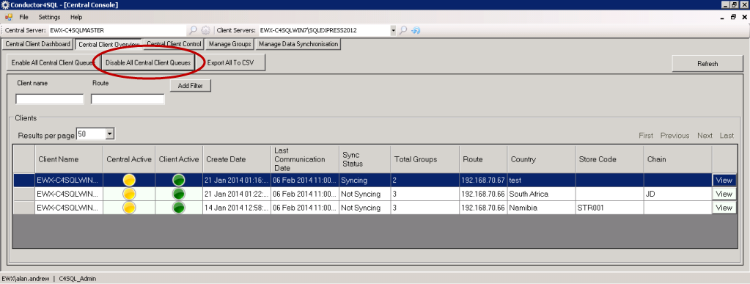 Conductor4SQL - [Central Console]
File Settings Help
Central Server: EWX-C4SQLMASTER Client Servers: EWX-C4SQLWIN7\SQLEXPRESS2012
Central Client Dashboard Central Client Overview Central Client Control Manage Groups Manage Data Synchronisation
Enable All Central Client Queues Disable All Central Client Queues Export All To CSV Refresh
Client name Route Add Filter
Clients
Results per page 50 First Previous Next Last
Client Name Central Active Client Active Create Date Last Communication Date Sync Status Total Groups Route Country Store Code Chain
EWX-C4SQLWIN... 21 Jan 2014 01:16:... 06 Feb 2014 11:00... Syncing 2 192.168.70.67 test View
EWX-C4SQLWIN... 21 Jan 2014 01:22:... 06 Feb 2014 11:00... Not Syncing 3 192.168.70.66 South Africa JD View
EWX-C4SQLWIN... 14 Jan 2014 12:58:... 06 Feb 2014 11:00... Not Syncing 3 192.168.70.68 Namibia STR001 View
EWX\alan.andrew | C4SQL_Admin